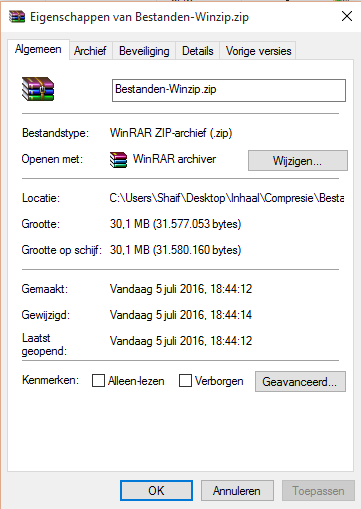 Eigenschappen van Bestanden-Winzip.zip
Algemeen Archief Beveiliging Details Vorige versies
Bestanden-Winzip.zip
Bestandstype: WinRAR ZIP-archief (.zip)
Openen met: WinRAR archiver Wijzigen...
Locatie: C:\Users\Shaif\Desktop\Inhaal\Compresie\Besta
Grootte: 30,1 MB (31.577.053 bytes)
Grootte op schijf: 30,1 MB (31.580.160 bytes)
Gemaakt: Vandaag 5 juli 2016, 18:44:12
Gewijzigd: Vandaag 5 juli 2016, 18:44:14
Laatst geopend: Vandaag 5 juli 2016, 18:44:12
Kenmerken: Alleen-lezen Verborgen Geavanceerd...
OK Annuleren Toepassen